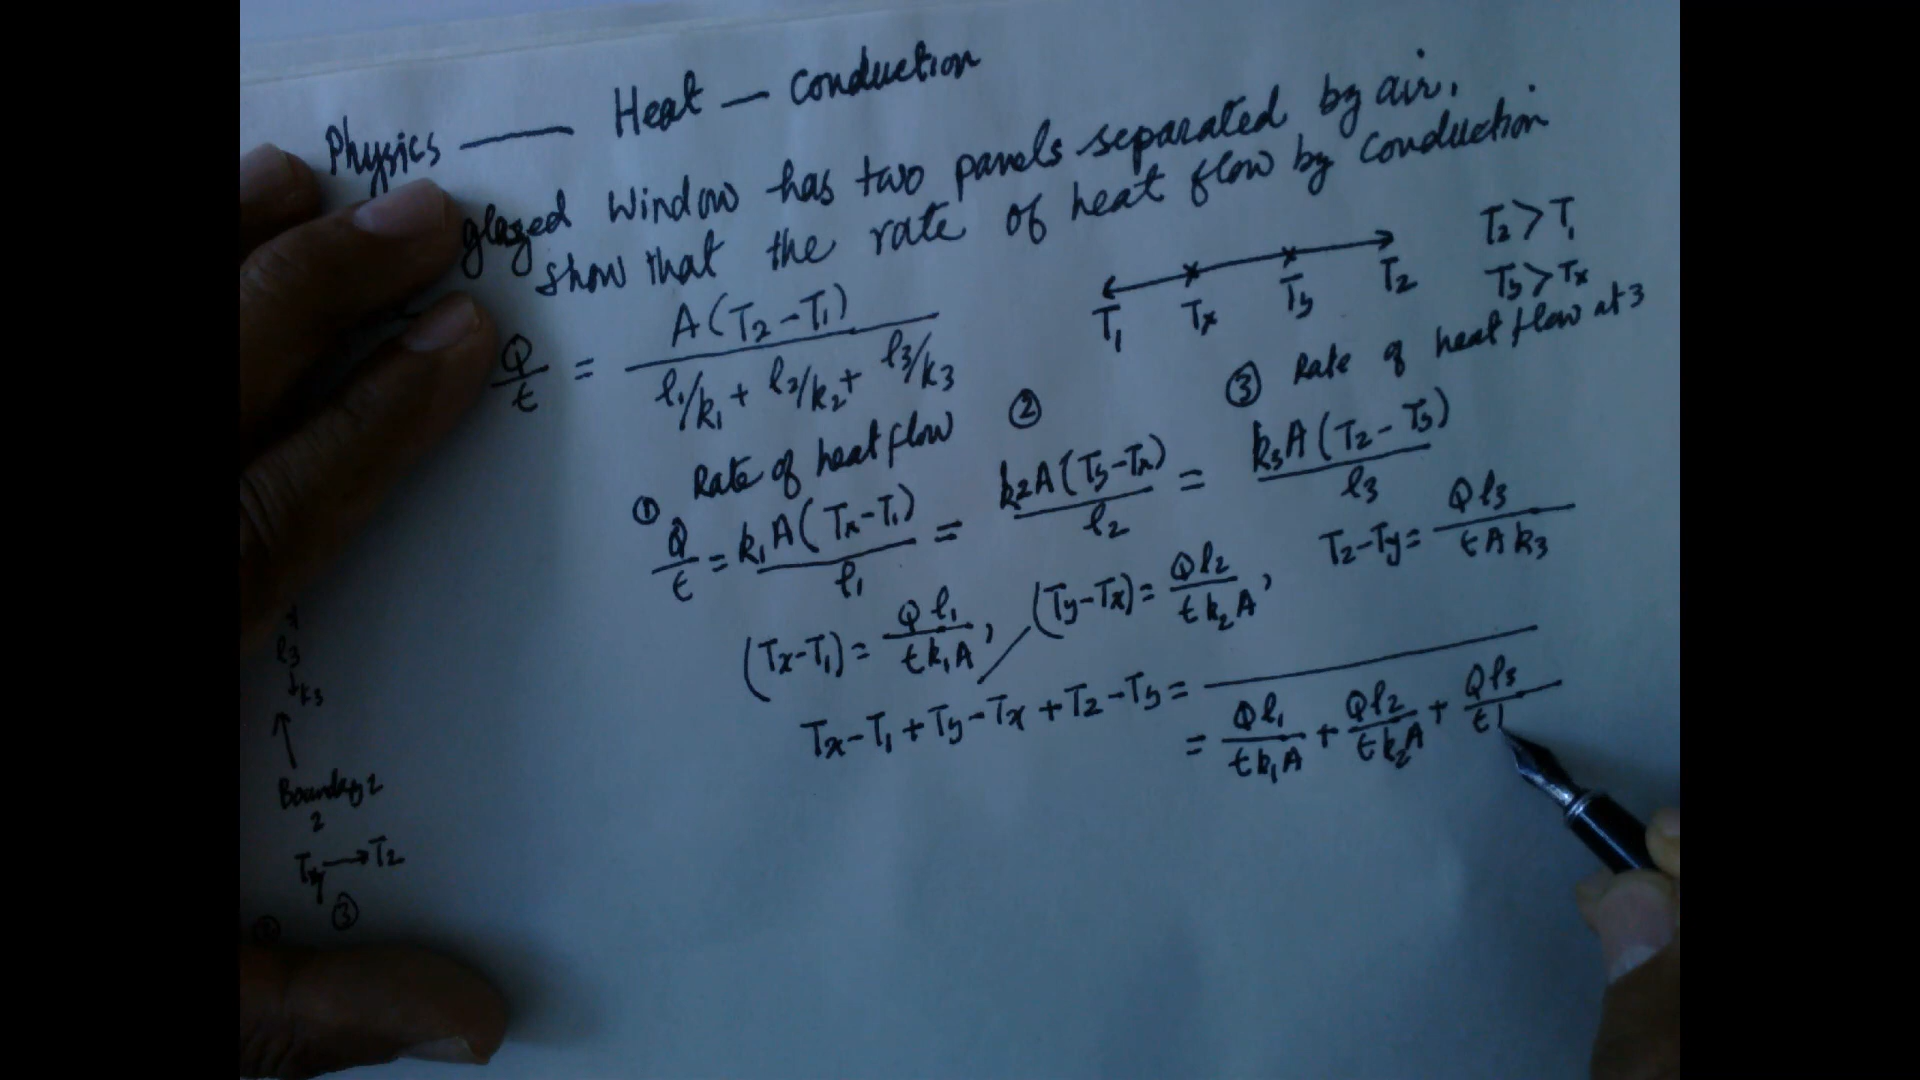 Physics — Heat — Conduction
glazed window has two panels separated by air.
show that the rate of heat flow by conduction
Q/t = A(T₂-T₁) / (l₁/k₁ + l₂/k₂ + l₃/k₃)
T₁ Tx Ty T₂
T₂ > T₁
Ty > Tx
① Rate of heat flow
②
③ Rate of heat flow at 3
Q/t = k₁A(Tx-T₁)/l₁ = k₂A(Ty-Tx)/l₂ = k₃A(T₂-Ty)/l₃
(Tx-T₁) = Ql₁/tk₁A, (Ty-Tx) = Ql₂/tk₂A, T₂-Ty = Ql₃/tAk₃
Tx-T₁+Ty-Tx+T₂-Ty =
= Ql₁/tk₁A + Ql₂/tk₂A + Ql₃/t
l₃
k₃
Boundary 2
2
Ty → T₂
③